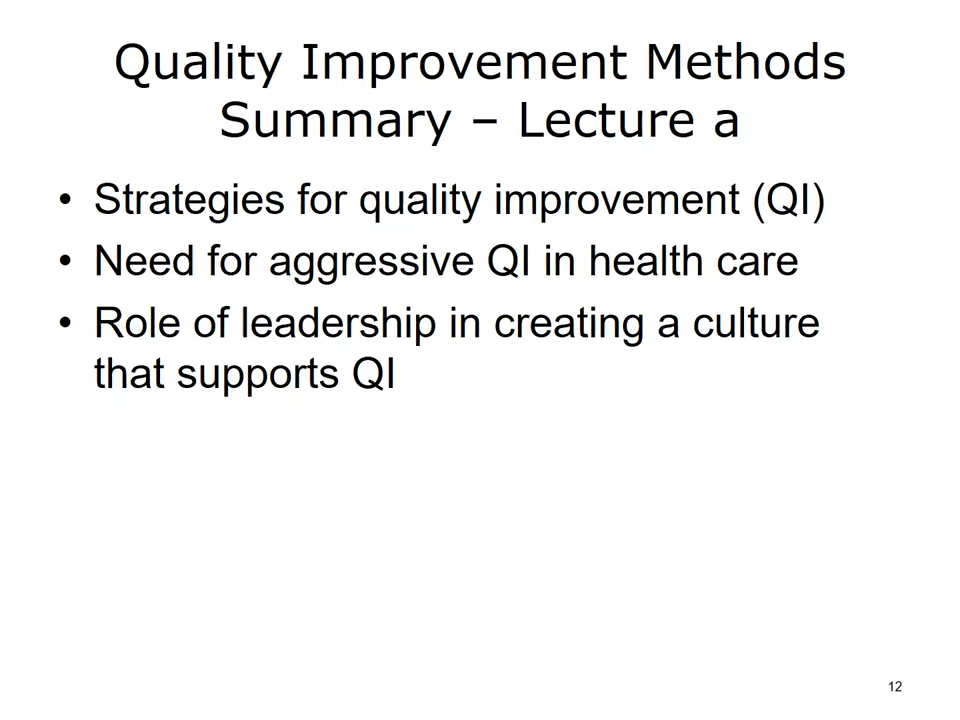 Quality Improvement Methods
Summary – Lecture a
• Strategies for quality improvement (QI)
• Need for aggressive QI in health care
• Role of leadership in creating a culture
that supports QI
12